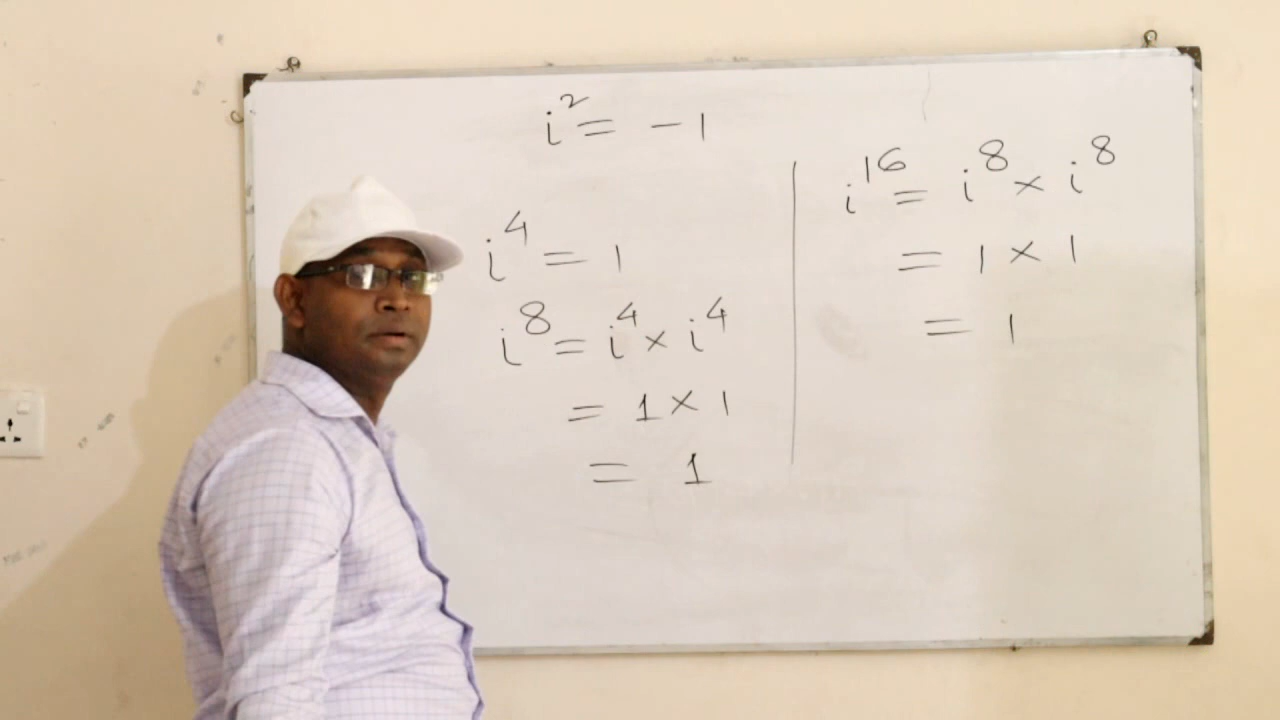 i² = -1
i⁴ = 1
i⁸ = i⁴ × i⁴
= 1 × 1
= 1
i¹⁶ = i⁸ × i⁸
= 1 × 1
= 1